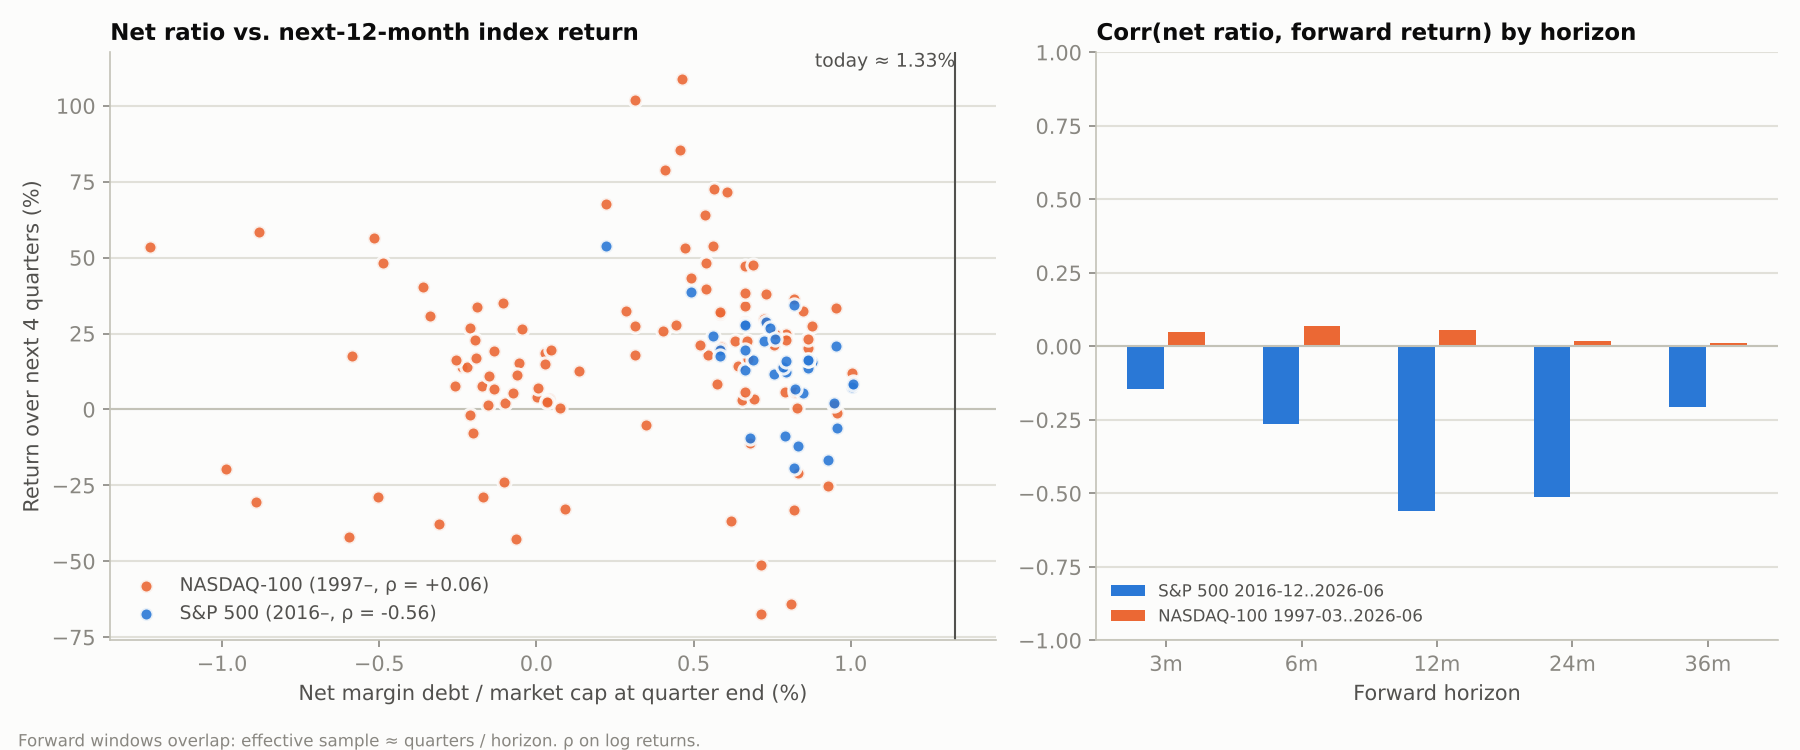 Net ratio vs. next-12-month index return
today ≈ 1.33%
100
75
50
25
0
−25
−50
−75
Return over next 4 quarters (%)
NASDAQ-100 (1997–, ρ = +0.06)
S&P 500 (2016–, ρ = -0.56)
−1.0
−0.5
0.0
0.5
1.0
Net margin debt / market cap at quarter end (%)
Corr(net ratio, forward return) by horizon
1.00
0.75
0.50
0.25
0.00
−0.25
−0.50
−0.75
−1.00
S&P 500 2016-12..2026-06
NASDAQ-100 1997-03..2026-06
3m
6m
12m
24m
36m
Forward horizon
Forward windows overlap: effective sample ≈ quarters / horizon. ρ on log returns.